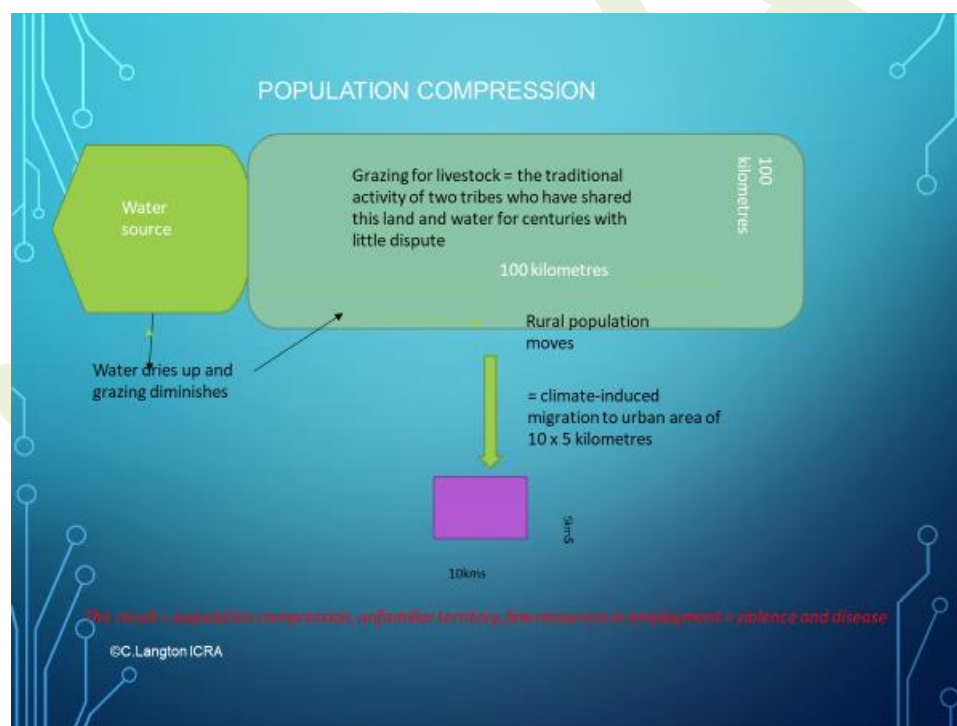 POPULATION COMPRESSION
Water
source
Grazing for livestock = the traditional
activity of two tribes who have shared
this land and water for centuries with
little dispute
100
kilometres
100 kilometres
Water dries up and
grazing diminishes
Rural population
moves
= climate-induced
migration to urban area of
10 x 5 kilometres
5kmS
10kms
The result = population compression, unfamiliar territory, few resources or employment = violence and disease
©C.Langton ICRA